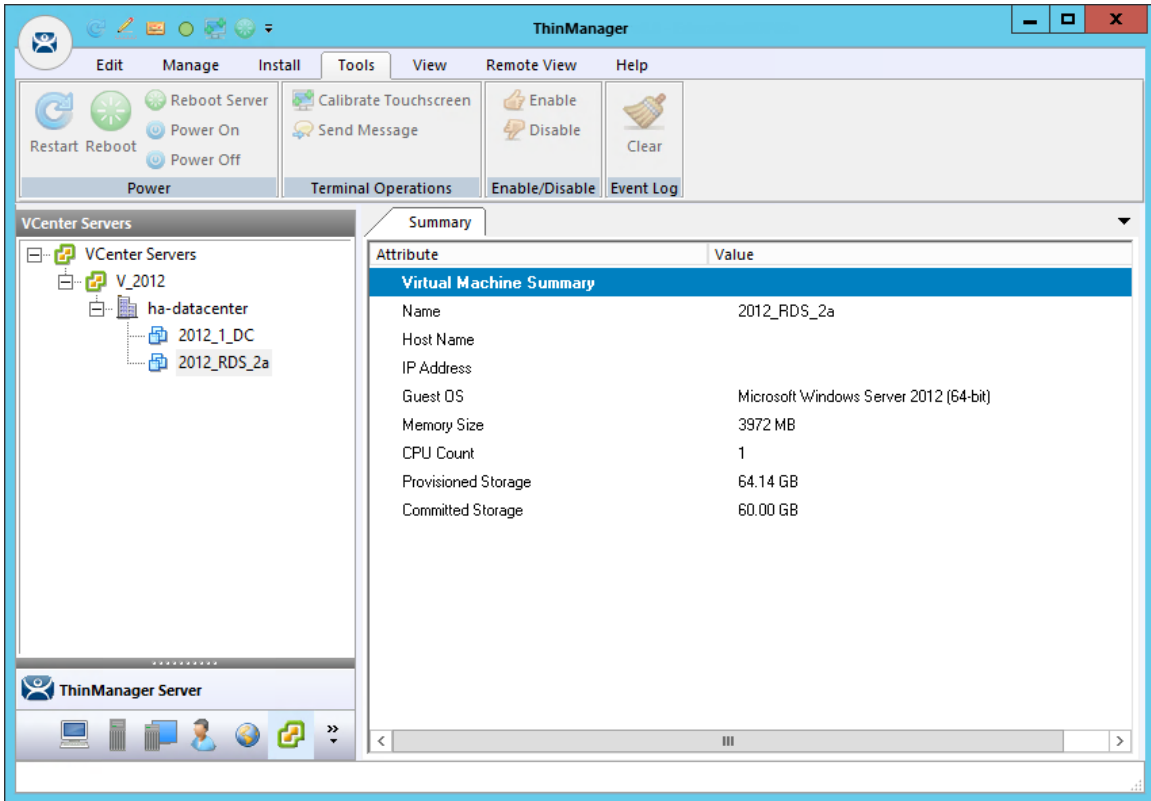 ThinManager
Edit Manage Install Tools View Remote View Help
Restart Reboot Reboot Server
Power On
Power Off
Calibrate Touchscreen
Send Message
Enable
Disable
Clear
Power Terminal Operations Enable/Disable Event Log
VCenter Servers
VCenter Servers
V_2012
ha-datacenter
2012_1_DC
2012_RDS_2a
ThinManager Server
Summary
Attribute Value
Virtual Machine Summary
Name 2012_RDS_2a
Host Name
IP Address
Guest OS Microsoft Windows Server 2012 (64-bit)
Memory Size 3972 MB
CPU Count 1
Provisioned Storage 64.14 GB
Committed Storage 60.00 GB